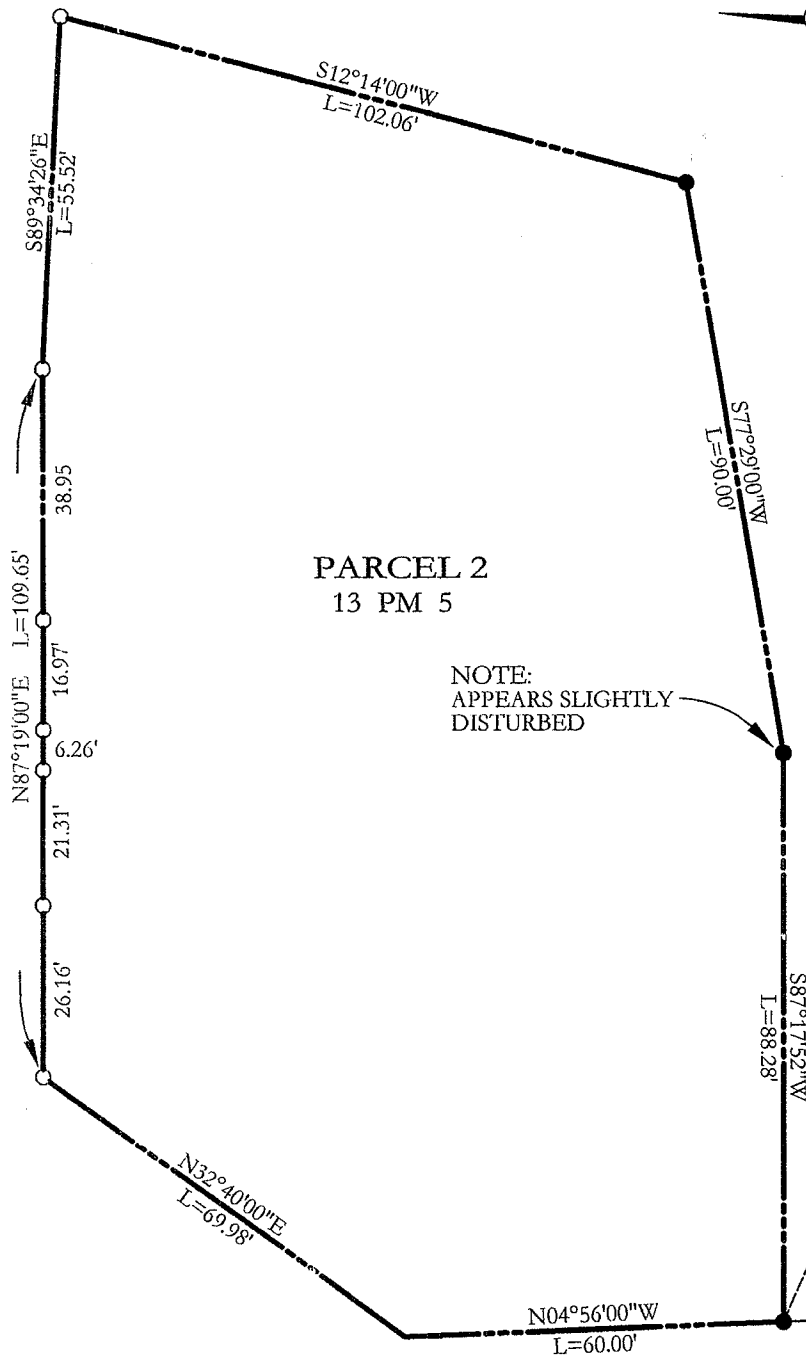 S12°14'00"W
L=102.06'
S89°34'26"E
L=55.52'
S77°29'00"W
L=90.00'
38.95
PARCEL 2
13 PM 5
N87°19'00"E L=109.65'
16.97'
NOTE:
APPEARS SLIGHTLY
DISTURBED
6.26'
21.31'
26.16'
S87°17'52"W
L=88.28'
N32°40'00"E
L=69.98'
N04°56'00"W
L=60.00'